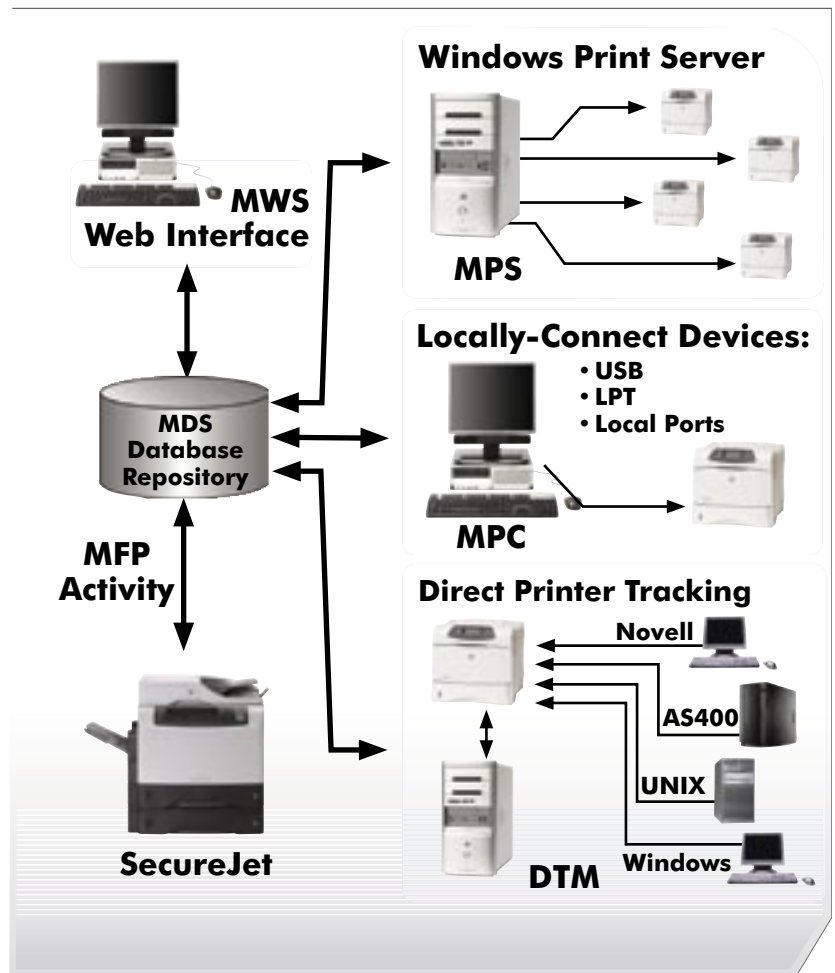 MWS
Web Interface
MDS
Database
Repository
MFP
Activity
SecureJet
Windows Print Server
MPS
Locally-Connect Devices:
• USB
• LPT
• Local Ports
MPC
Direct Printer Tracking
Novell
AS400
UNIX
Windows
DTM